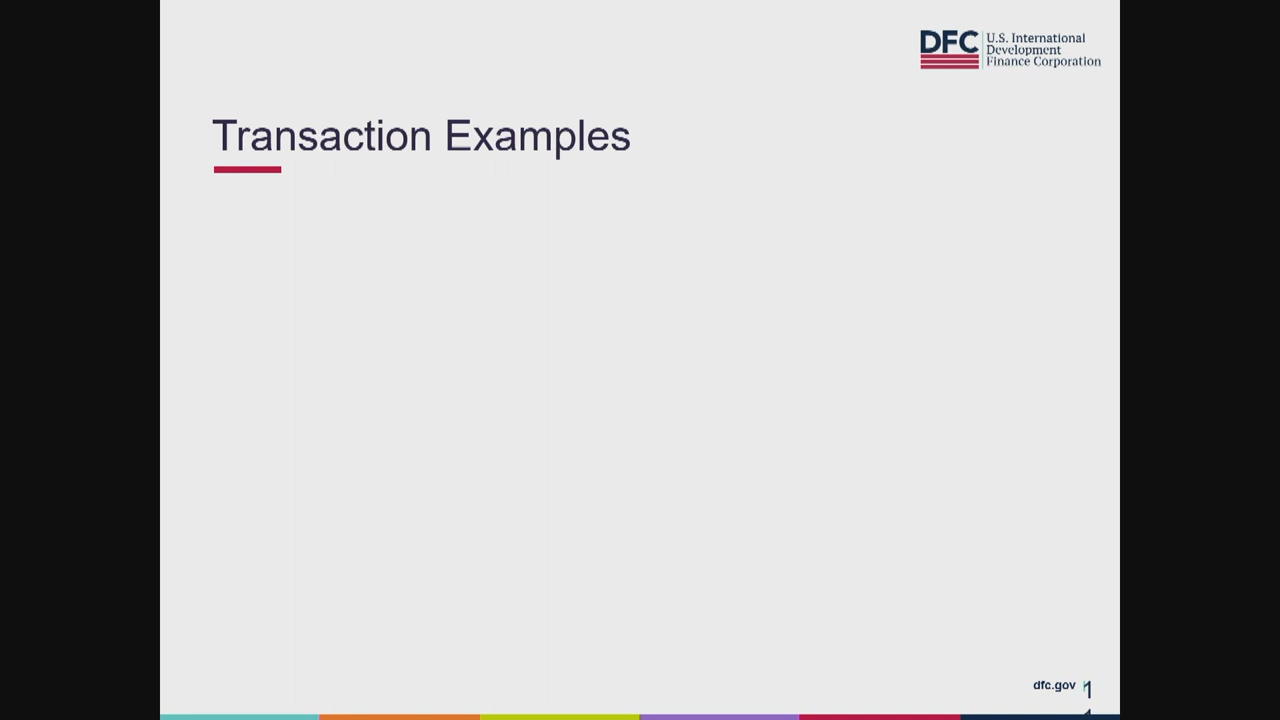 DFC
U.S. International
Development
Finance Corporation
Transaction Examples
dfc.gov
1